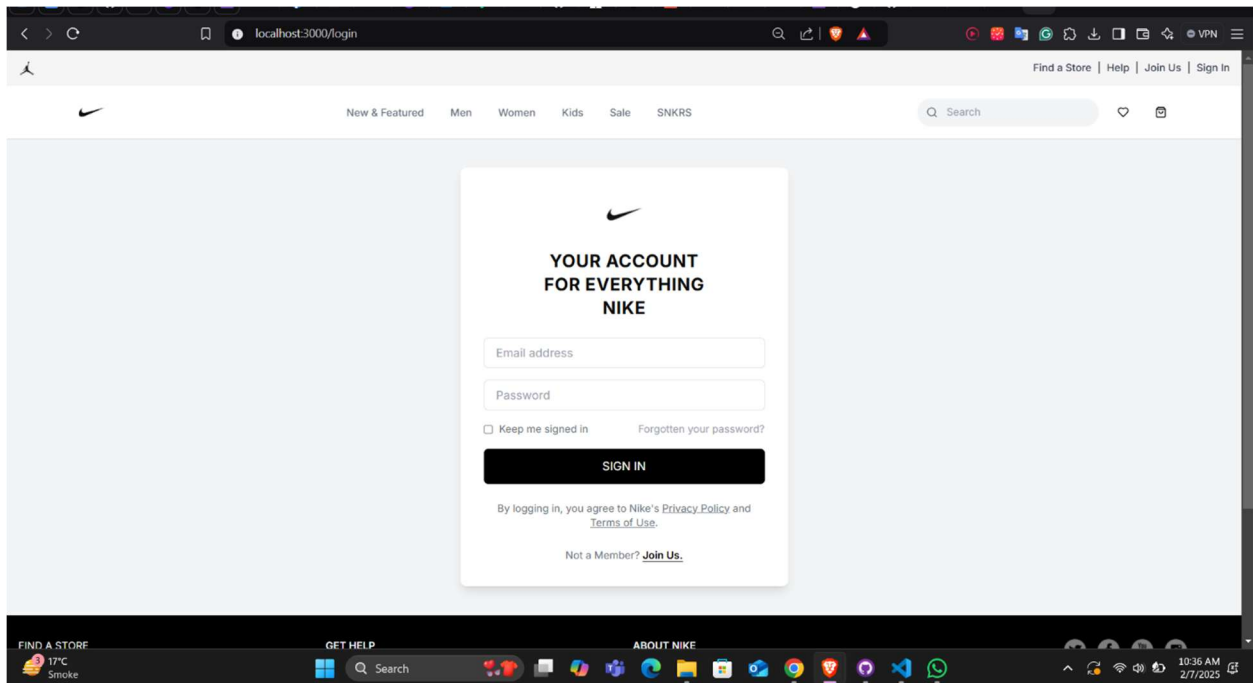 localhost:3000/login
VPN
Find a Store | Help | Join Us | Sign In
New & Featured Men Women Kids Sale SNKRS
Search
YOUR ACCOUNT
FOR EVERYTHING
NIKE
Email address
Password
Keep me signed in Forgotten your password?
SIGN IN
By logging in, you agree to Nike's Privacy Policy and
Terms of Use.
Not a Member? Join Us.
FIND A STORE GET HELP ABOUT NIKE
3
17°C
Smoke
Search
10:36 AM
2/7/2025